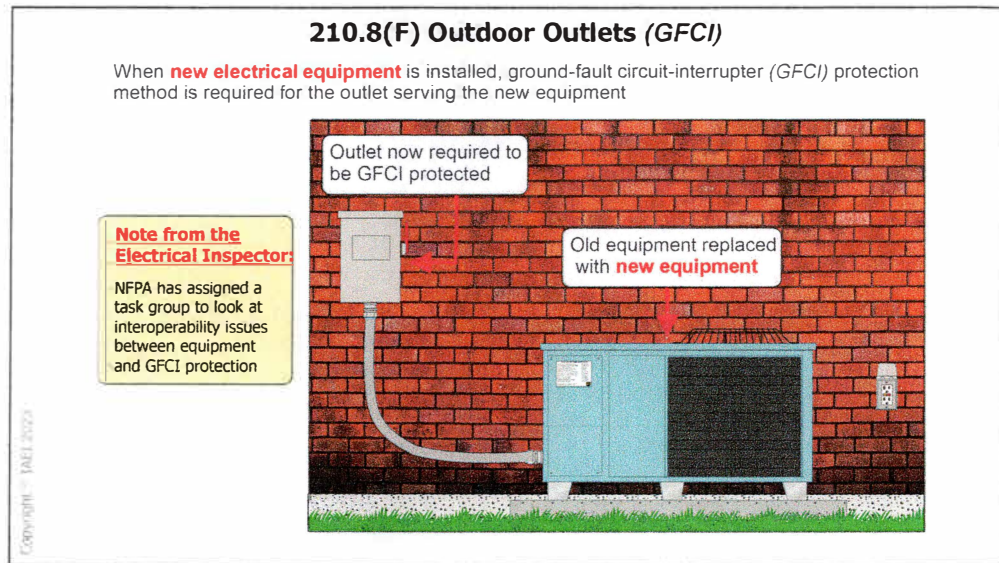 210.8(F) Outdoor Outlets (GFCI)
When new electrical equipment is installed, ground-fault circuit-interrupter (GFCI) protection
method is required for the outlet serving the new equipment
Outlet now required to
be GFCI protected
Note from the
Electrical Inspector:
NFPA has assigned a
task group to look at
interoperability issues
between equipment
and GFCI protection
Old equipment replaced
with new equipment
Copyright